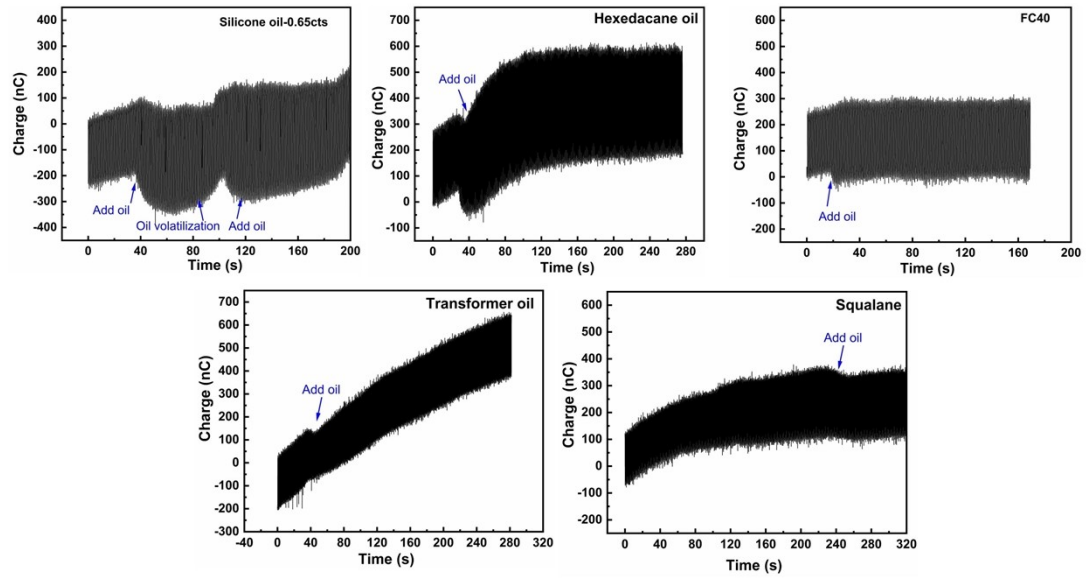 Silicone oil-0.65cts
Charge (nC)
400
300
200
100
0
-100
-200
-300
-400
Add oil
Oil volatilization
Add oil
0 40 80 120 160 200
Time (s)
Hexedacane oil
Charge (nC)
700
600
500
400
300
200
100
0
-100
Add oil
0 40 80 120 160 200 240 280
Time (s)
FC40
Charge (nC)
600
500
400
300
200
100
0
-100
-200
Add oil
0 40 80 120 160 200
Time (s)
Transformer oil
Charge (nC)
700
600
500
400
300
200
100
0
-100
-200
-300
Add oil
-40 0 40 80 120 160 200 240 280 320
Time (s)
Squalane
Charge (nC)
600
500
400
300
200
100
0
-100
-200
Add oil
0 40 80 120 160 200 240 280 320
Time (s)